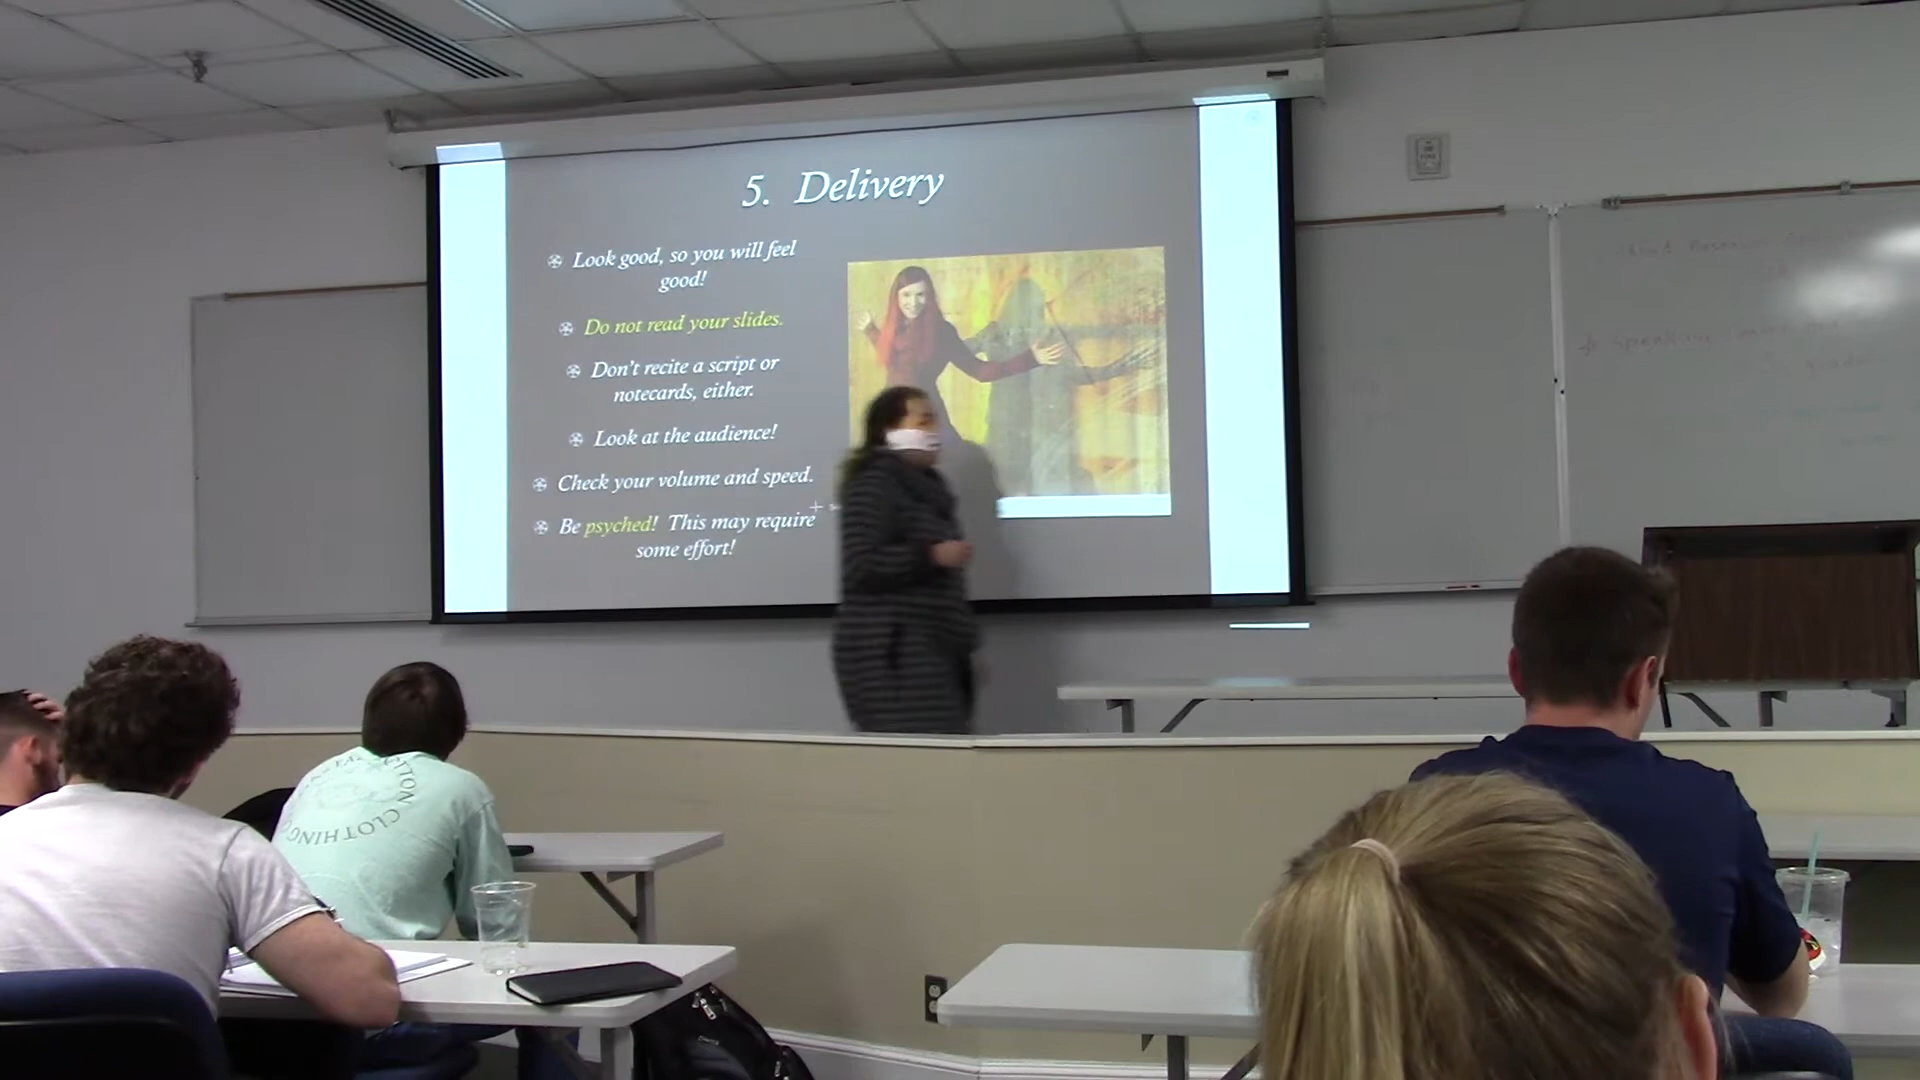 5. Delivery
Look good, so you will feel
good!
Do not read your slides.
Don't recite a script or
notecards, either.
Look at the audience!
Check your volume and speed.
Be psyched! This may require
some effort!
CLOTHING